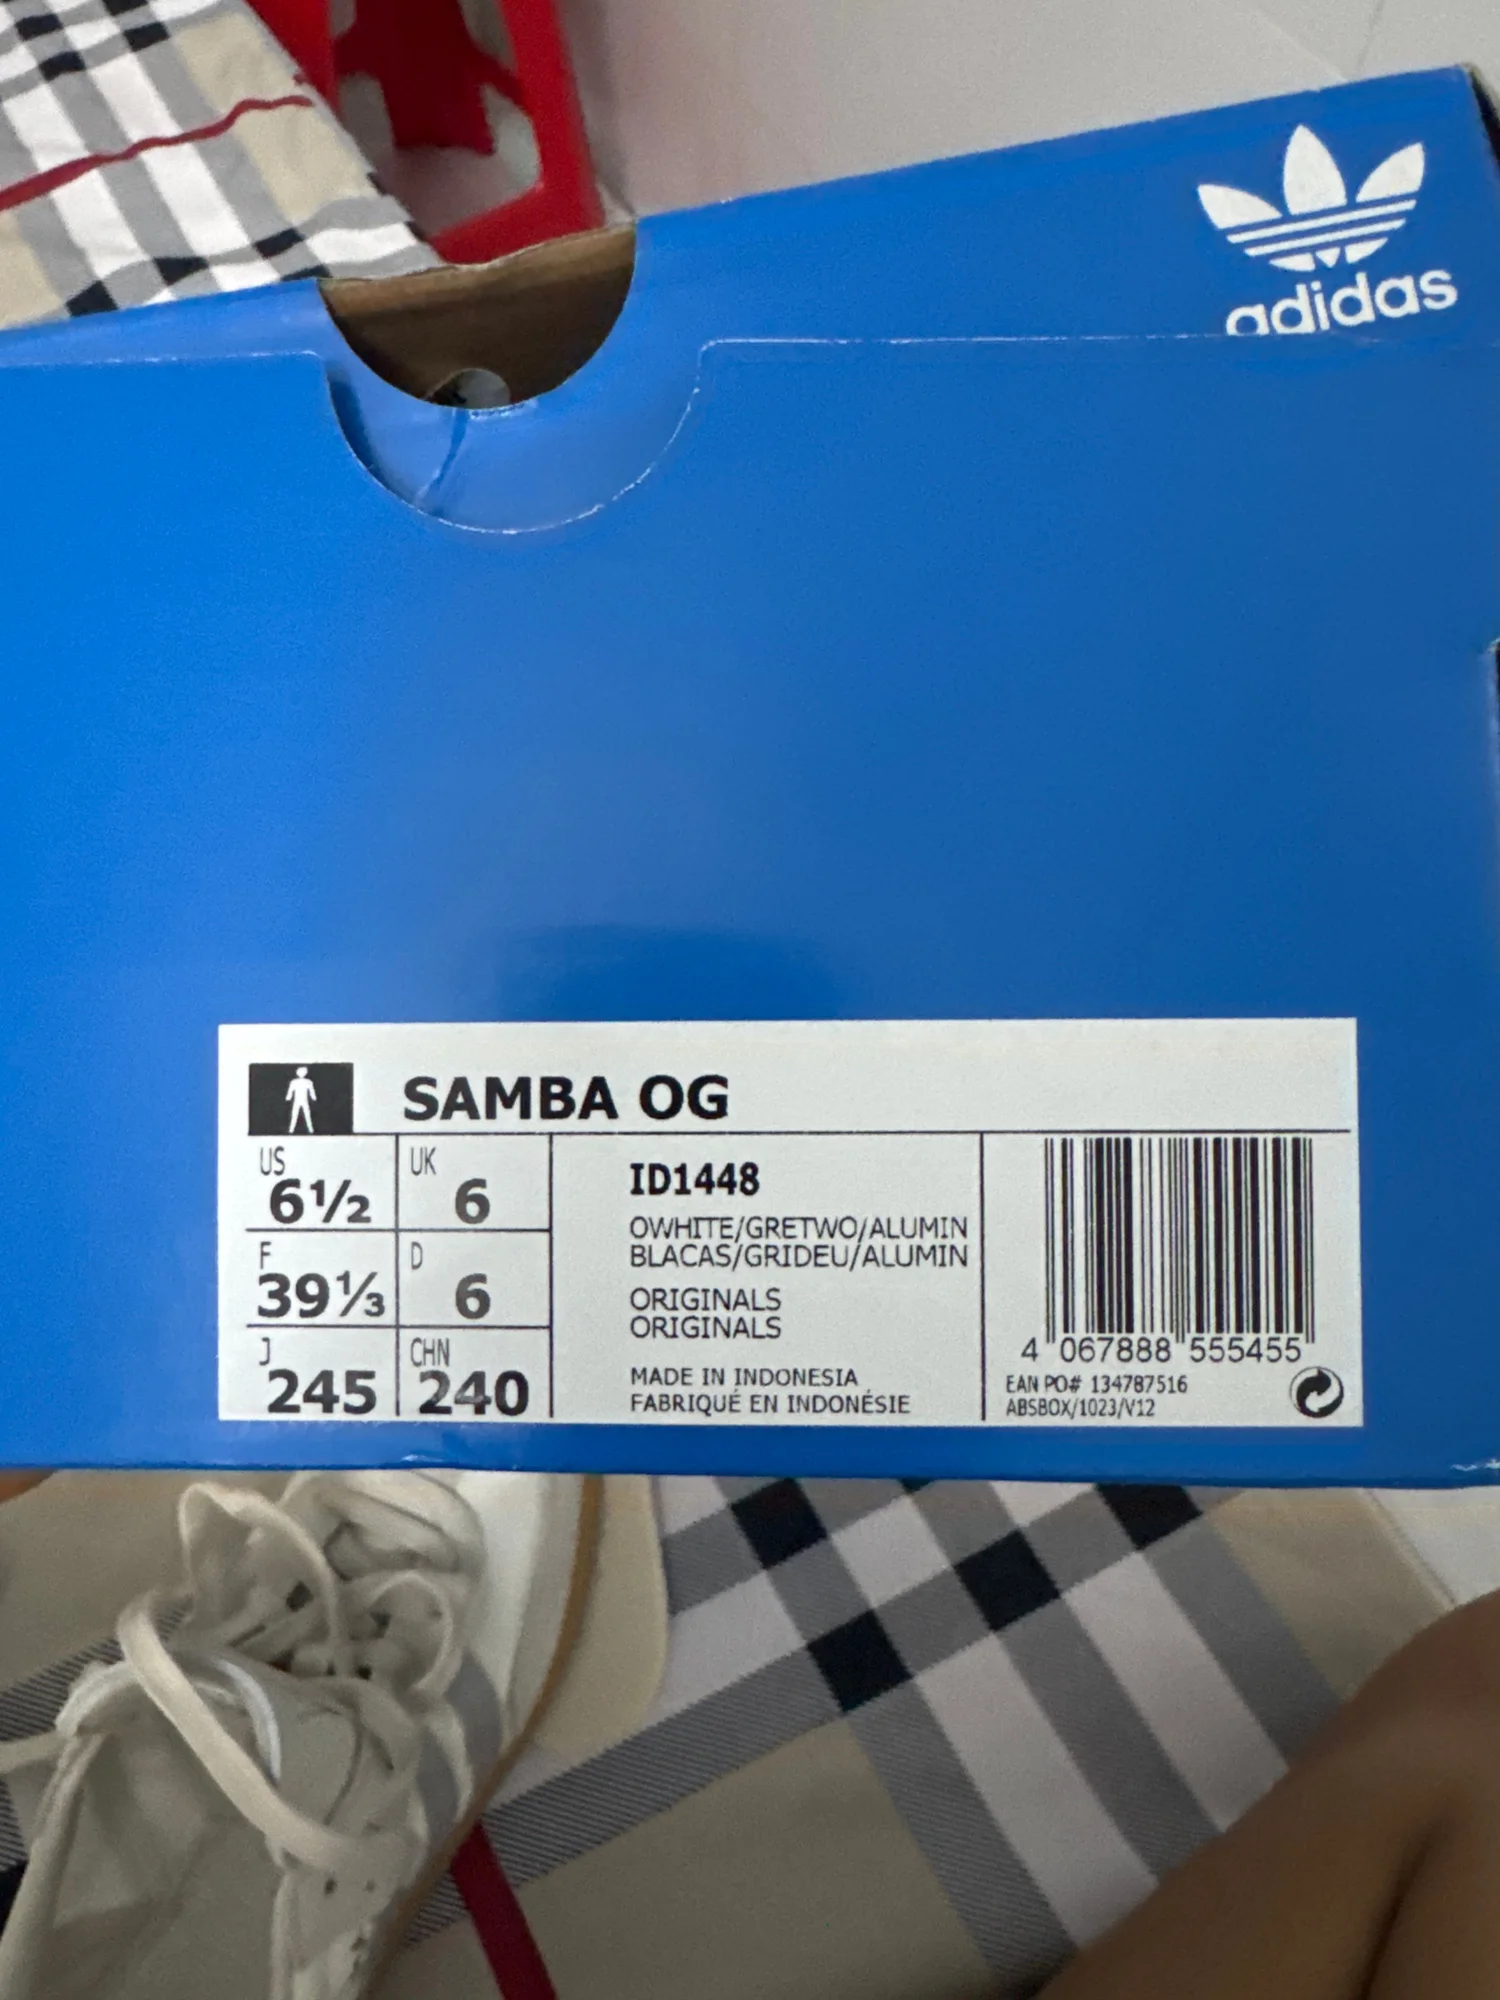 adidas
SAMBA OG
US
6½
UK
6
F
39⅓
D
6
J
245
CHN
240
ID1448
OWHITE/GRETWO/ALUMIN
BLACAS/GRIDEU/ALUMIN
ORIGINALS
ORIGINALS
MADE IN INDONESIA
FABRIQUÉ EN INDONÉSIE
4 067888 555455
EAN PO# 134787516
ABSBOX/1023/V12